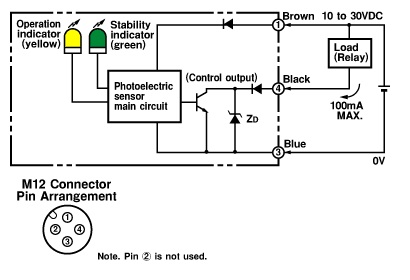 Operation
indicator
(yellow)
Stability
indicator
(green)
Photoelectric
sensor
main circuit
(Control output)
ZD
1
Brown
10 to 30VDC
Load
(Relay)
4
Black
100mA
MAX.
3
Blue
0V
M12 Connector
Pin Arrangement
1
2
4
3
Note. Pin ② is not used.